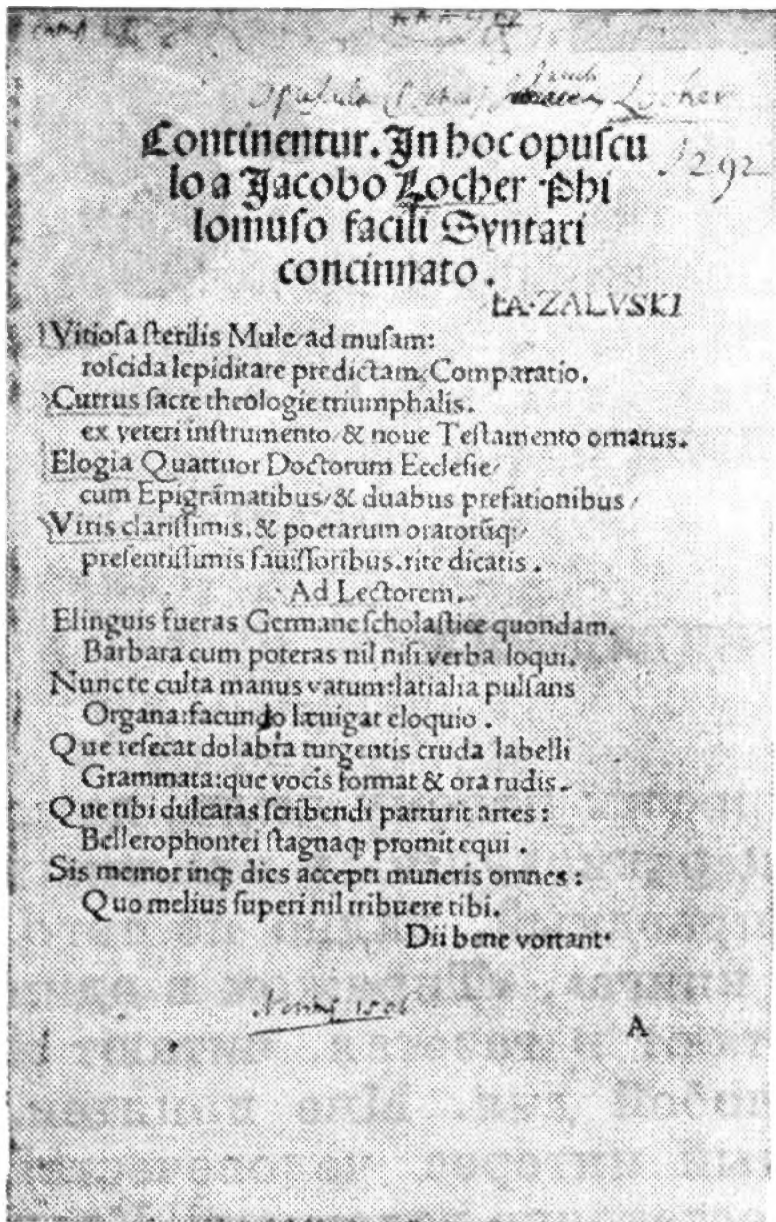 Locher
1292
Continentur. In hoc opuscu
lo a Jacobo Locher Phi
lomuso facili Syntaxi
concinnato.
I.A. ZALVSKI
Vitiosa sterilis Mule/ad musam:
roscida lepiditate predictam/Comparatio.
Currus sacre theologie triumphalis.
ex veteri instrumento/& noue Testamento ornatus.
Elogia Quattuor Doctorum Ecclesie/
cum Epigrāmatibus/& duabus prefationibus/
Viris clarissimis.& poetarum oratorūq;/
presentissimis fauissoribus.rite dicatis.
Ad Lectorem.
Elinguis fueras Germane scholastice quondam.
Barbara cum poteras nil nisi verba loqui.
Nunc te culta manus vatum:latialia pulsans
Organa:facundo læuigat eloquio.
Que resecat dolabra turgentis cruda labelli
Grammata:que vocis format & ora rudis.
Que tibi dulcatas scribendi parturit artes:
Bellerophontei stagnaq; promit equi.
Sis memor inq; dies accepti muneris omnes:
Quo melius superi nil tribuere tibi.
Dii bene vortant.
1506
A